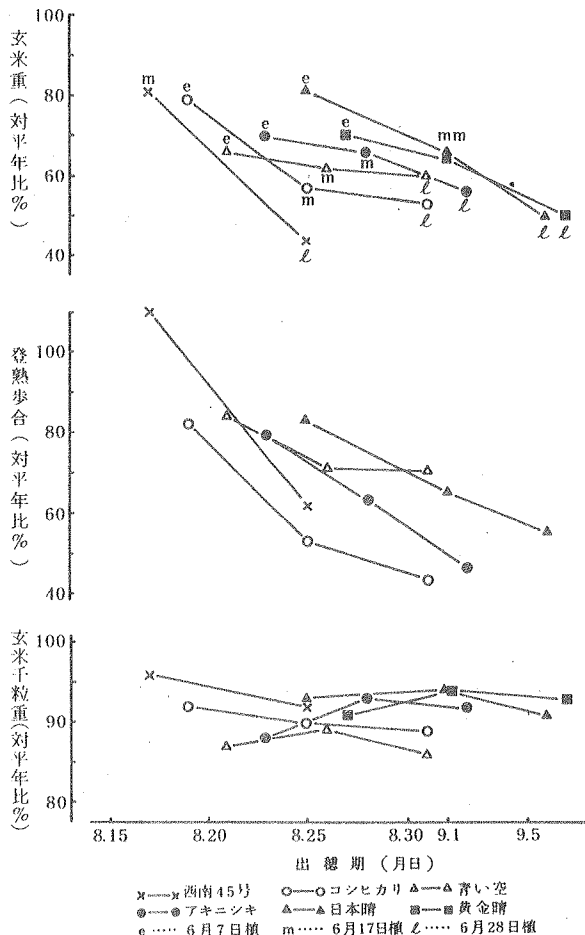 玄米重(対平年比%)
100
80
60
40
m
e
e
e
e
e
m
m
m
m m
l
l
l
l
l l
登熟歩合(対平年比%)
100
80
60
40
玄米千粒重(対平年比%)
100
90
80
8.15 8.20 8.25 8.30 9.1 9.5
出穂期(月日)
西南45号 コシヒカリ 青い空
アキニシキ 日本晴 黄金晴
e ····· 6月7日植 m ····· 6月17日植 l ····· 6月28日植